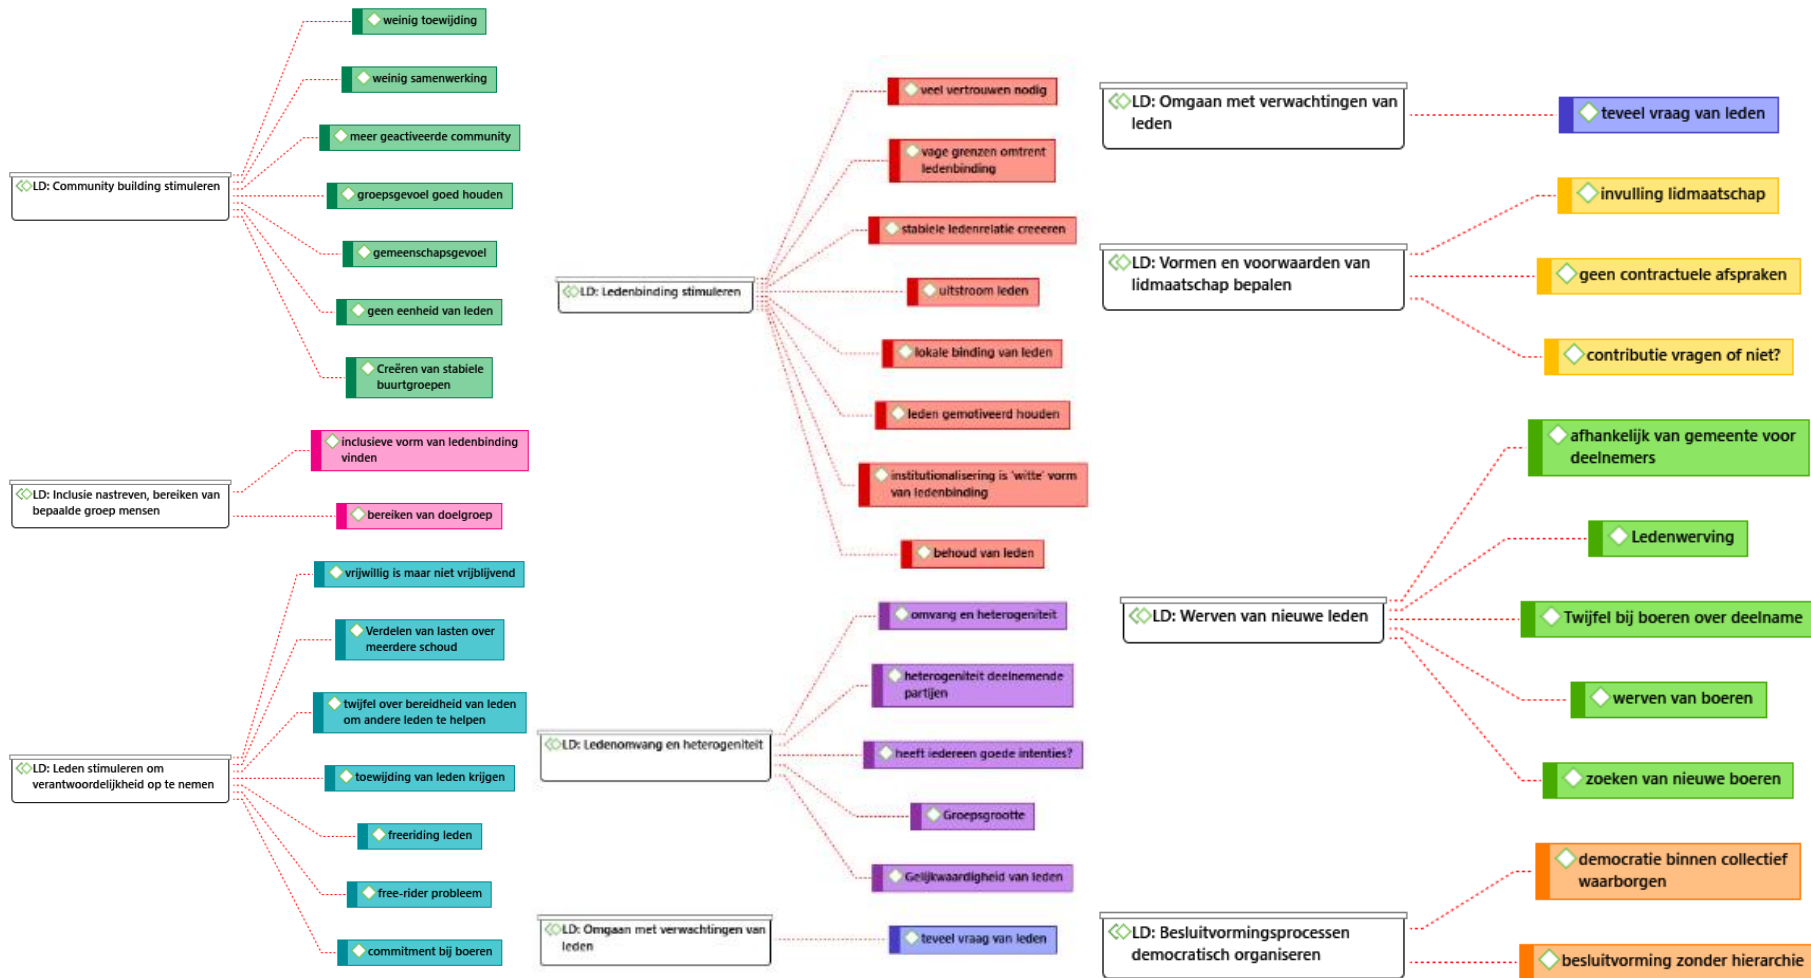 weinig toewijding
weinig samenwerking
meer geactiveerde community
LD: Community building stimuleren
groepsgevoel goed houden
gemeenschapsgevoel
geen eenheid van leden
Creëren van stabiele
buurtgroepen
inclusieve vorm van ledenbinding
vinden
LD: Inclusie nastreven, bereiken van
bepaalde groep mensen
bereiken van doelgroep
vrijwillig is maar niet vrijblijvend
Verdelen van lasten over
meerdere schoud
twijfel over bereidheid van leden
om andere leden te helpen
LD: Leden stimuleren om
verantwoordelijkheid op te nemen
toewijding van leden krijgen
freeriding leden
free-rider probleem
commitment bij boeren
veel vertrouwen nodig
vage grenzen omtrent
ledenbinding
stabiele ledenrelatie creeeren
LD: Ledenbinding stimuleren
uitstroom leden
lokale binding van leden
leden gemotiveerd houden
institutionalisering is 'witte' vorm
van ledenbinding
behoud van leden
omvang en heterogeniteit
heterogeniteit deelnemende
partijen
LD: Ledenomvang en heterogeniteit
heeft iedereen goede intenties?
Groepsgrootte
Gelijkwaardigheid van leden
LD: Omgaan met verwachtingen van
leden
teveel vraag van leden
LD: Omgaan met verwachtingen van
leden
teveel vraag van leden
invulling lidmaatschap
LD: Vormen en voorwaarden van
lidmaatschap bepalen
geen contractuele afspraken
contributie vragen of niet?
afhankelijk van gemeente voor
deelnemers
Ledenwerving
LD: Werven van nieuwe leden
Twijfel bij boeren over deelname
werven van boeren
zoeken van nieuwe boeren
democratie binnen collectief
waarborgen
LD: Besluitvormingsprocessen
democratisch organiseren
besluitvorming zonder hierarchie